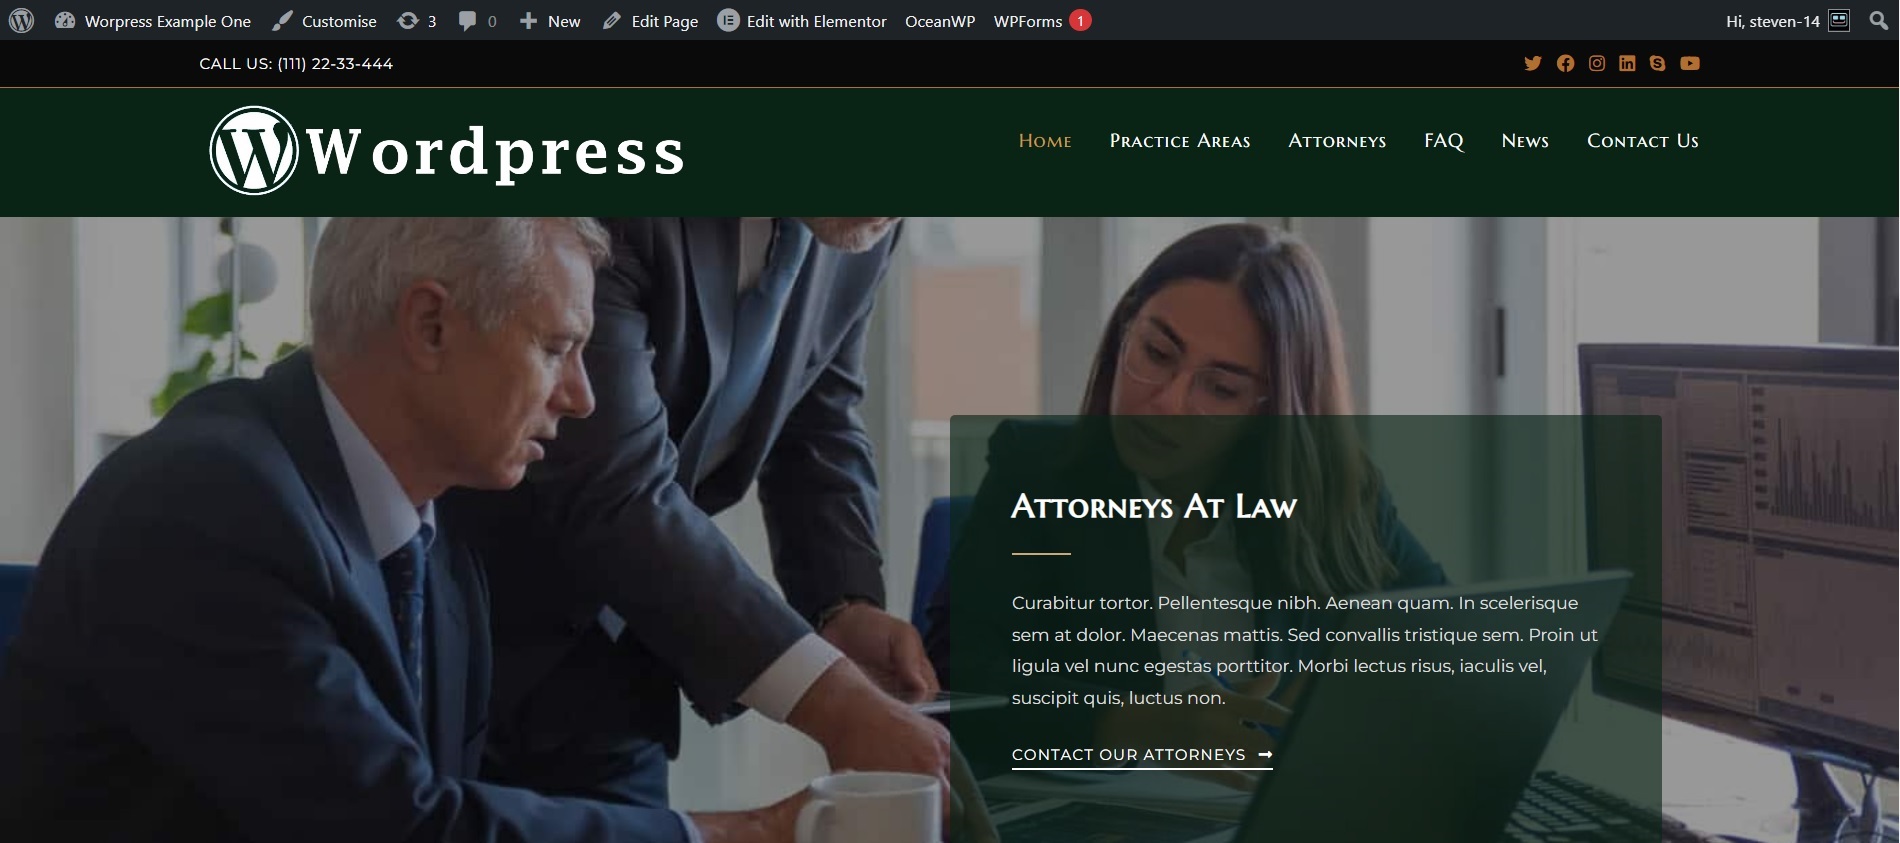 Worpress Example One Customise 3 0 New Edit Page Edit with Elementor OceanWP WPForms 1 Hi, steven-14
CALL US: (111) 22-33-444
Wordpress
Home Practice Areas Attorneys FAQ News Contact Us
Attorneys At Law
Curabitur tortor. Pellentesque nibh. Aenean quam. In scelerisque
sem at dolor. Maecenas mattis. Sed convallis tristique sem. Proin ut
ligula vel nunc egestas porttitor. Morbi lectus risus, iaculis vel,
suscipit quis, luctus non.
CONTACT OUR ATTORNEYS